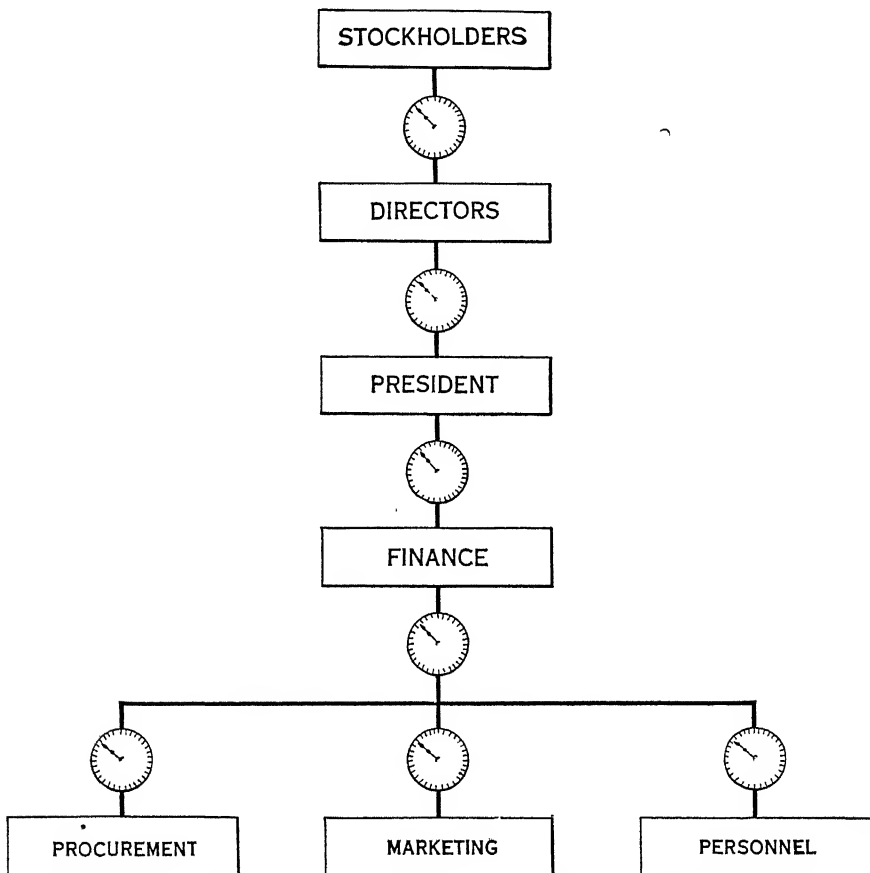 STOCKHOLDERS
DIRECTORS
PRESIDENT
FINANCE
PROCUREMENT
MARKETING
PERSONNEL